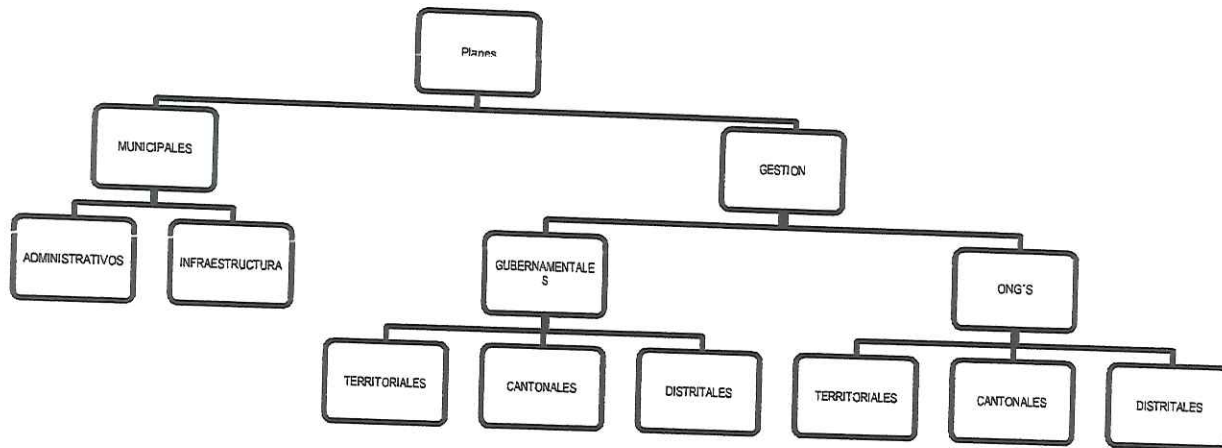 Planes
MUNICIPALES
GESTION
ADMINISTRATIVOS
INFRAESTRUCTURA
GUBERNAMENTALE
S
ONG'S
TERRITORIALES
CANTONALES
DISTRITALES
TERRITORIALES
CANTONALES
DISTRITALES